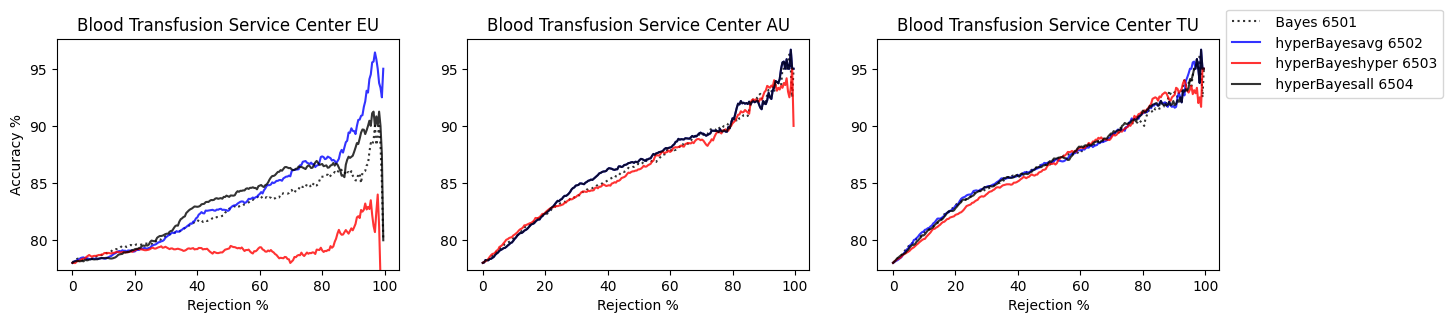 Blood Transfusion Service Center EU
Blood Transfusion Service Center AU
Blood Transfusion Service Center TU
Bayes 6501
hyperBayesavg 6502
hyperBayeshyper 6503
hyperBayesall 6504
Accuracy %
95
90
85
80
0 20 40 60 80 100
Rejection %
95
90
85
80
0 20 40 60 80 100
Rejection %
95
90
85
80
0 20 40 60 80 100
Rejection %